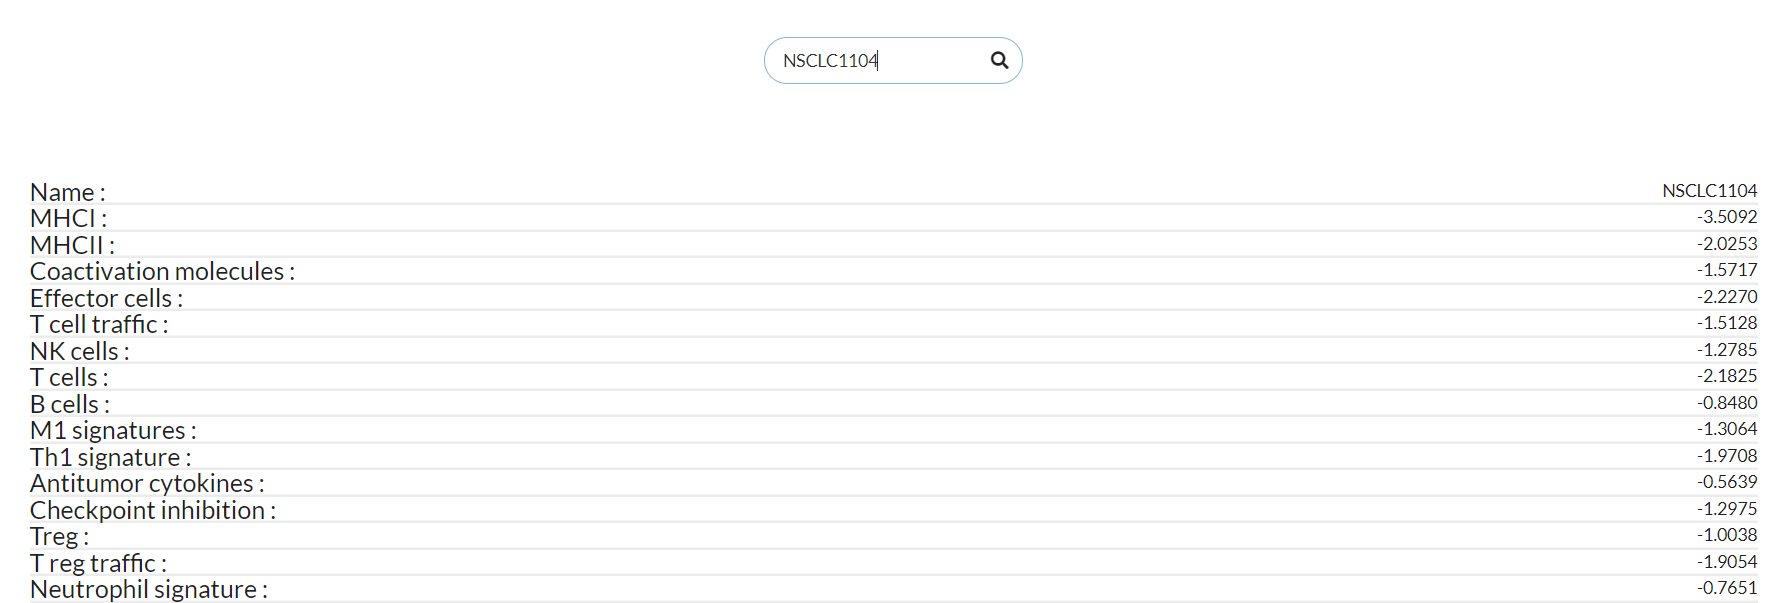 NSCLC1104
Name : NSCLC1104
MHCI : -3.5092
MHCII : -2.0253
Coactivation molecules : -1.5717
Effector cells : -2.2270
T cell traffic : -1.5128
NK cells : -1.2785
T cells : -2.1825
B cells : -0.8480
M1 signatures : -1.3064
Th1 signature : -1.9708
Antitumor cytokines : -0.5639
Checkpoint inhibition : -1.2975
Treg : -1.0038
T reg traffic : -1.9054
Neutrophil signature : -0.7651